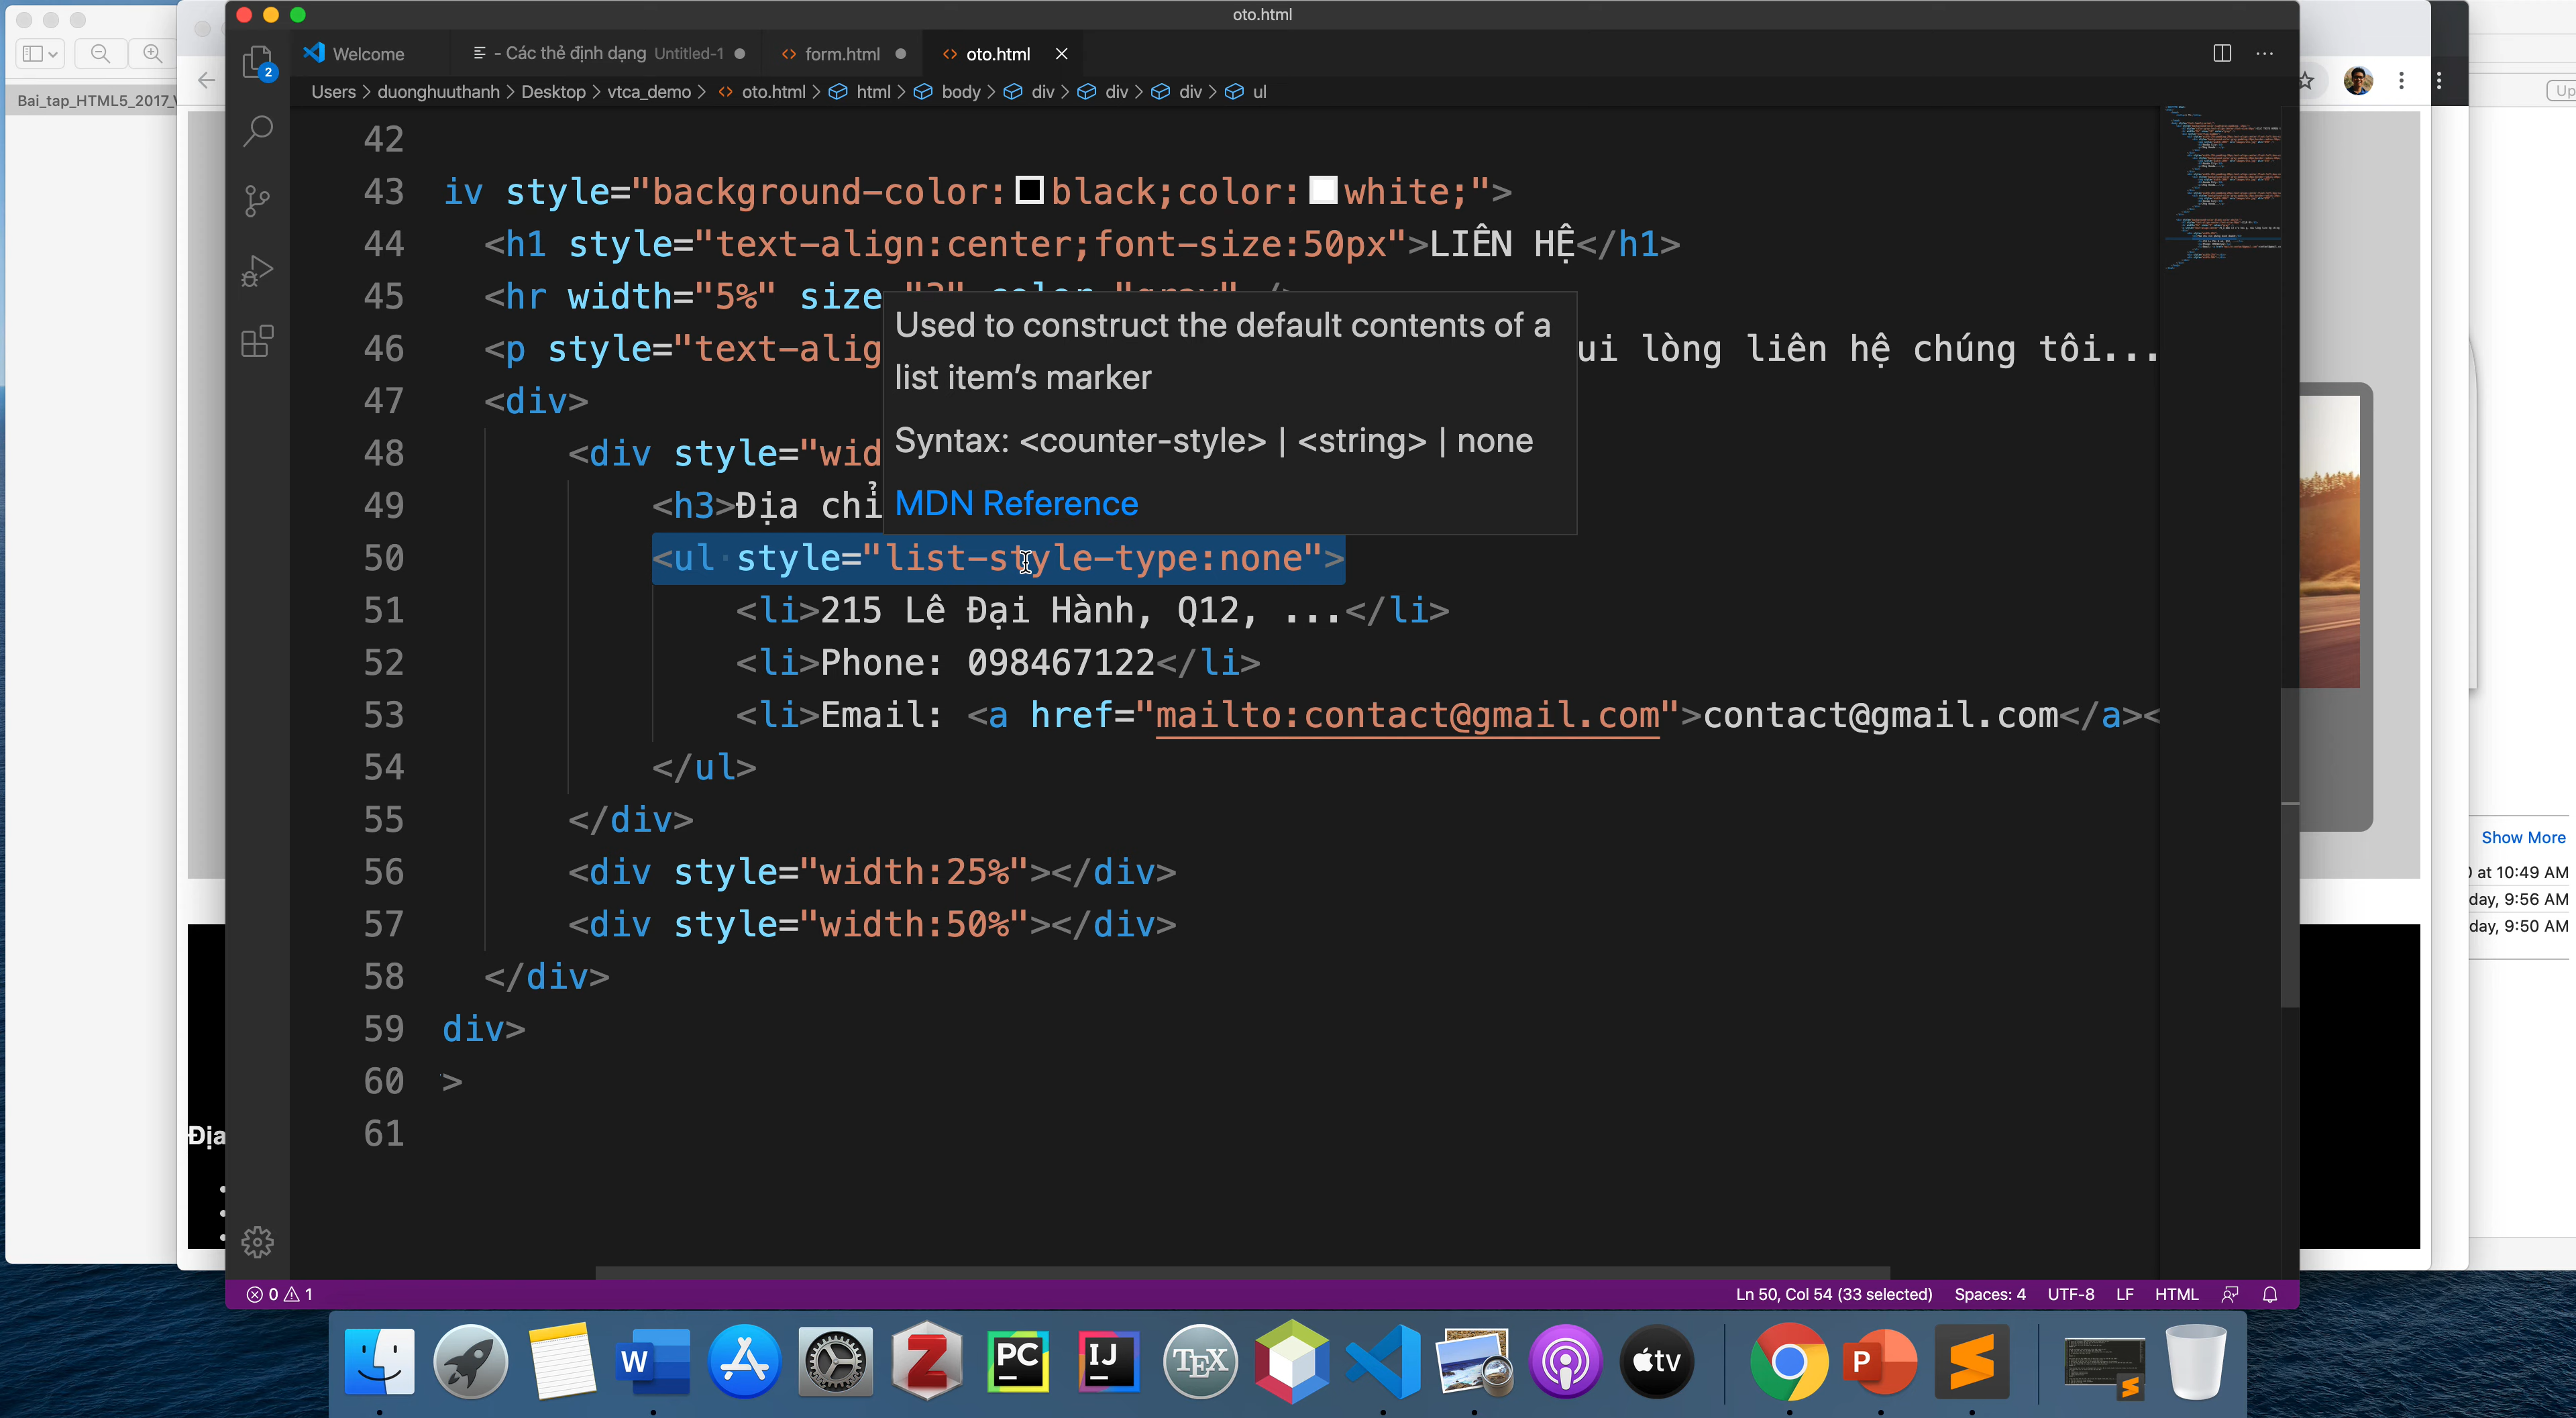 oto.html
Bai_tap_HTML5_2017_
2
Welcome
- Các thẻ định dạng Untitled-1
form.html
oto.html
Users > duonghuuthanh > Desktop > vtca_demo > oto.html > html > body > div > div > div > ul
42
43 iv style="background-color: black;color: white;">
44 <h1 style="text-align:center;font-size:50px">LIÊN HỆ</h1>
45 <hr width="5%" size
46 <p style="text-alig ui lòng liên hệ chúng tôi...
47 <div>
48 <div style="wid
49 <h3>Địa chỉ
Used to construct the default contents of a
list item's marker
Syntax: <counter-style> | <string> | none
MDN Reference
50 <ul style="list-style-type:none">
51 <li>215 Lê Đại Hành, Q12, ...</li>
52 <li>Phone: 098467122</li>
53 <li>Email: <a href="mailto:contact@gmail.com">contact@gmail.com</a><
54 </ul>
55 </div>
56 <div style="width:25%"></div>
57 <div style="width:50%"></div>
58 </div>
59 div>
60 >
61
Địa
Up
Show More
at 10:49 AM
day, 9:56 AM
day, 9:50 AM
0 1
Ln 50, Col 54 (33 selected) Spaces: 4 UTF-8 LF HTML
W
Z
PC
IJ
TEX
tv
P